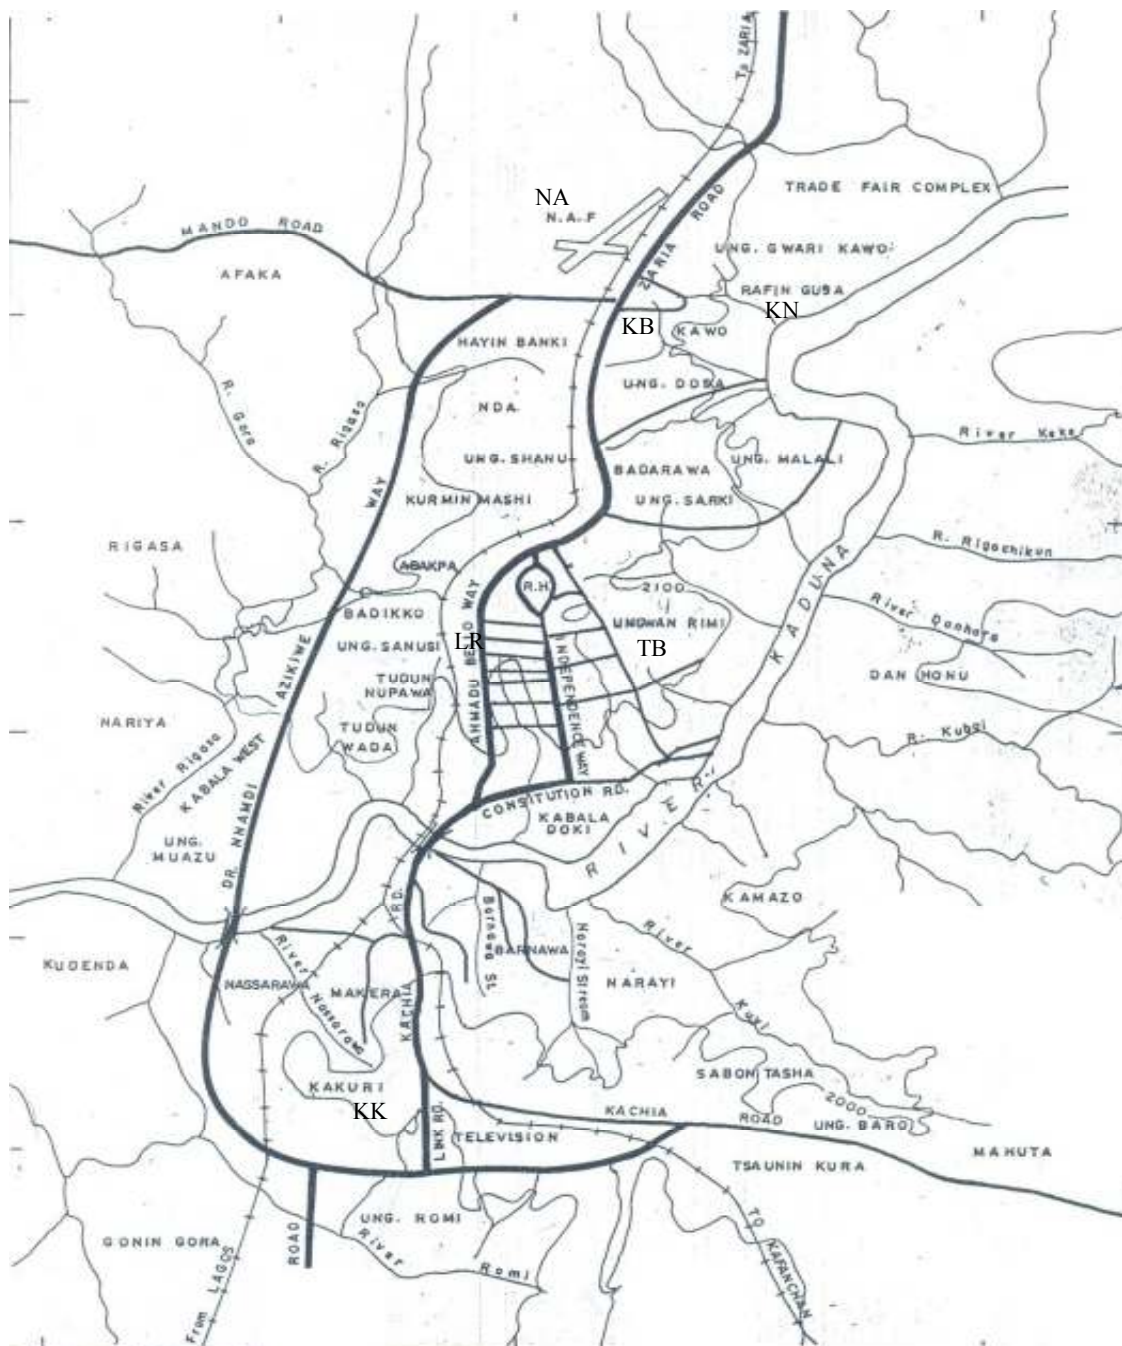 To ZARIA
TRADE FAIR COMPLEX
NA
N.A.F
ZARIA ROAD
MANDO ROAD
UNG. GWARI KAWO
AFAKA
RAFIN GUSA
KN
KB
KAWO
HAYIN BANKI
UNG. DOSA
R. Goro
R. Rigasa
NDA
River Keke
UNG. SHANU
BADARAWA
UNG. MALALI
WAY
KURMIN MASHI
UNG. SARKI
RIGASA
R. Rigachikun
ABAKPA
R.H.
2100
BADIKKO
River Danhono
UNGWAN RIMI
UNG. SANUSI
LR
TB
AHMADU BELLO WAY
INDEPENDENCE WAY
KADUNA
AZIKIWE
TUDUN
NUPAWA
DAN HONU
NARIYA
TUDUN
WADA
R. Kubai
River Rigasa
KABALA WEST
CONSITUTION RD.
KABALA
DOKI
RIVER
UNG.
MUAZU
DR. NNAMDI
KAMAZO
RD.
Barnawa St.
Narayi Stream
River
BARNAWA
KUDENDA
River Nassarawa
NASSARAWA
MAKERA
NARAYI
KACHIA
Kuyi
SABON TASHA
KAKURI
KK
2000
KACHIA ROAD
UNG. BARO
LINK RD.
TELEVISION
MAHUTA
TSAUNIN KURA
UNG. ROMI
ROAD
TO KAFANCHAN
GONIN GORA
River Romi
From LAGOS